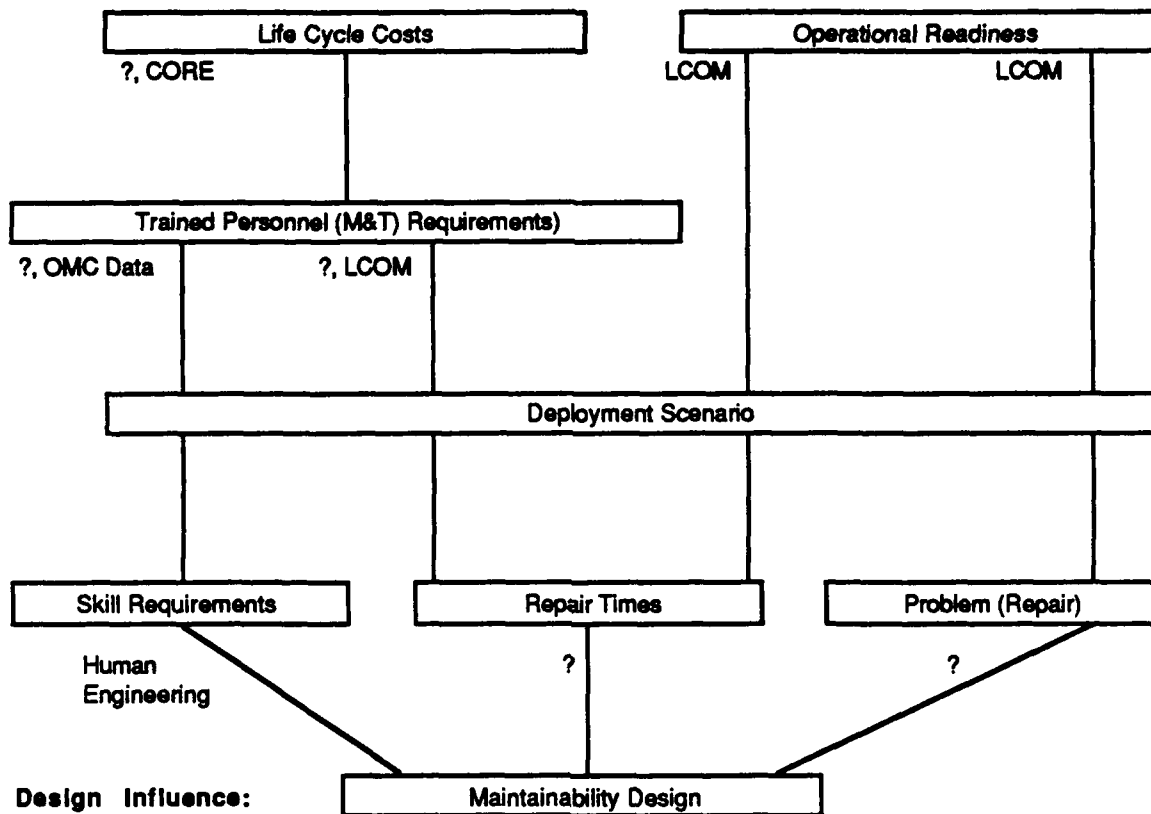 Life Cycle Costs
Operational Readiness
?, CORE
LCOM
LCOM
Trained Personnel (M&T) Requirements)
?, OMC Data
?, LCOM
Deployment Scenario
Skill Requirements
Repair Times
Problem (Repair)
Human
Engineering
?
?
Design Influence:
Maintainability Design